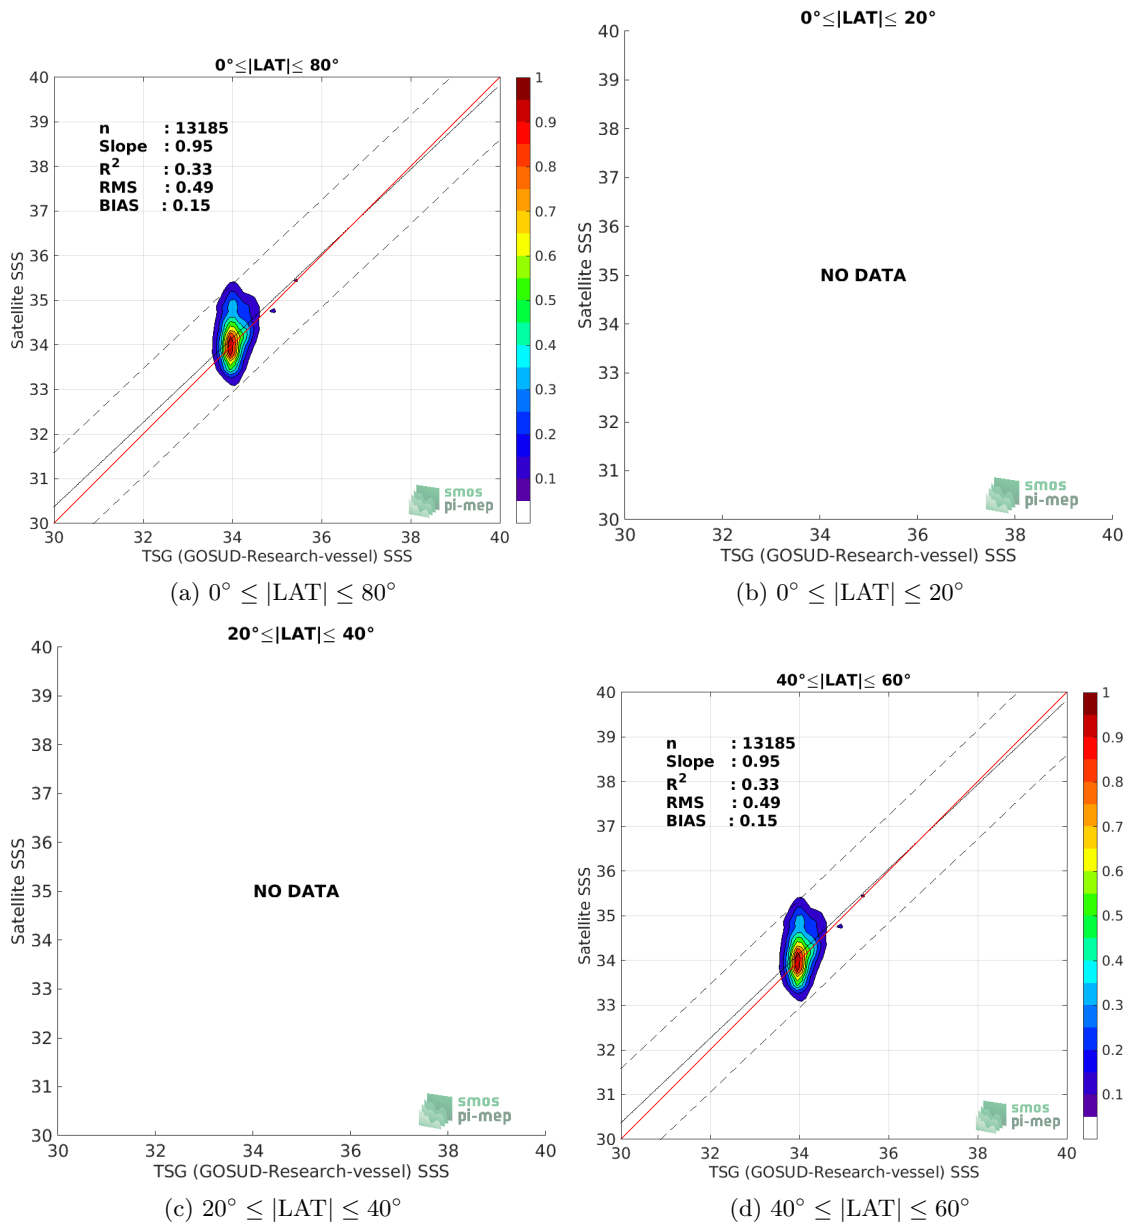 0°≤|LAT|≤ 80°
40
39
38
37
36
35
34
33
32
31
30
Satellite SSS
n : 13185
Slope : 0.95
R2 : 0.33
RMS : 0.49
BIAS : 0.15
1
0.9
0.8
0.7
0.6
0.5
0.4
0.3
0.2
0.1
smos
pi-mep
30 32 34 36 38 40
TSG (GOSUD-Research-vessel) SSS
(a) 0° ≤ |LAT| ≤ 80°
0°≤|LAT|≤ 20°
40
39
38
37
36
35
34
33
32
31
30
Satellite SSS
NO DATA
smos
pi-mep
30 32 34 36 38 40
TSG (GOSUD-Research-vessel) SSS
(b) 0° ≤ |LAT| ≤ 20°
20°≤|LAT|≤ 40°
40
39
38
37
36
35
34
33
32
31
30
Satellite SSS
NO DATA
smos
pi-mep
30 32 34 36 38 40
TSG (GOSUD-Research-vessel) SSS
(c) 20° ≤ |LAT| ≤ 40°
40°≤|LAT|≤ 60°
40
39
38
37
36
35
34
33
32
31
30
Satellite SSS
n : 13185
Slope : 0.95
R2 : 0.33
RMS : 0.49
BIAS : 0.15
1
0.9
0.8
0.7
0.6
0.5
0.4
0.3
0.2
0.1
smos
pi-mep
30 32 34 36 38 40
TSG (GOSUD-Research-vessel) SSS
(d) 40° ≤ |LAT| ≤ 60°